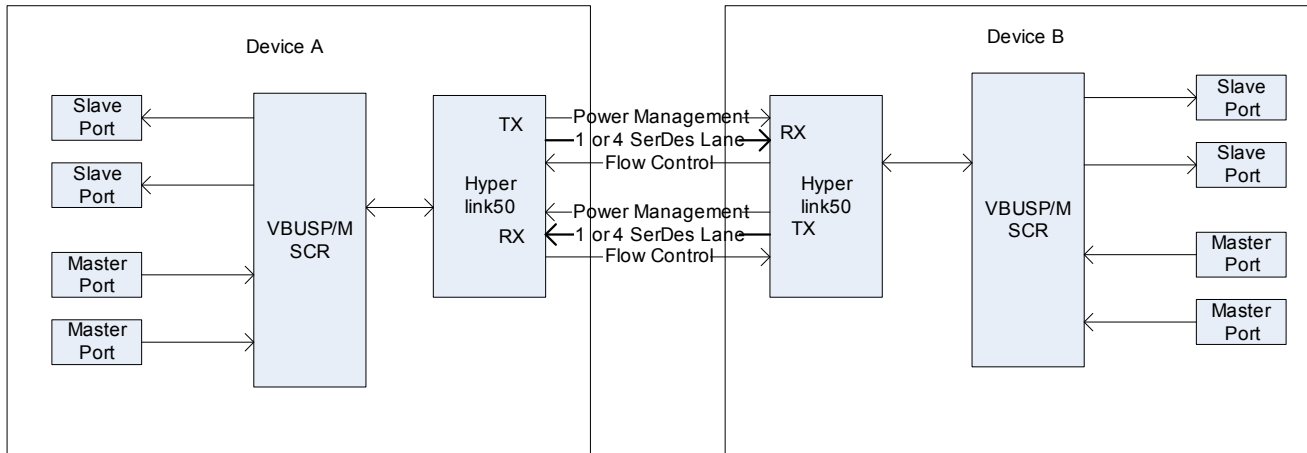 Device A
Device B
Slave
Port
Slave
Port
Master
Port
Master
Port
VBUSP/M
SCR
TX
Hyper
link50
RX
Power Management
1 or 4 SerDes Lane
Flow Control
Power Management
1 or 4 SerDes Lane
Flow Control
RX
Hyper
link50
TX
VBUSP/M
SCR
Slave
Port
Slave
Port
Master
Port
Master
Port